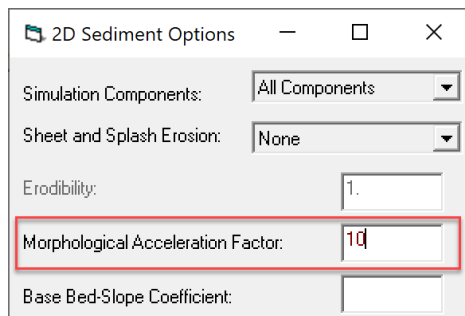 2D Sediment Options
Simulation Components: All Components
Sheet and Splash Erosion: None
Erodibility: 1.
Morphological Acceleration Factor: 10
Base Bed-Slope Coefficient: